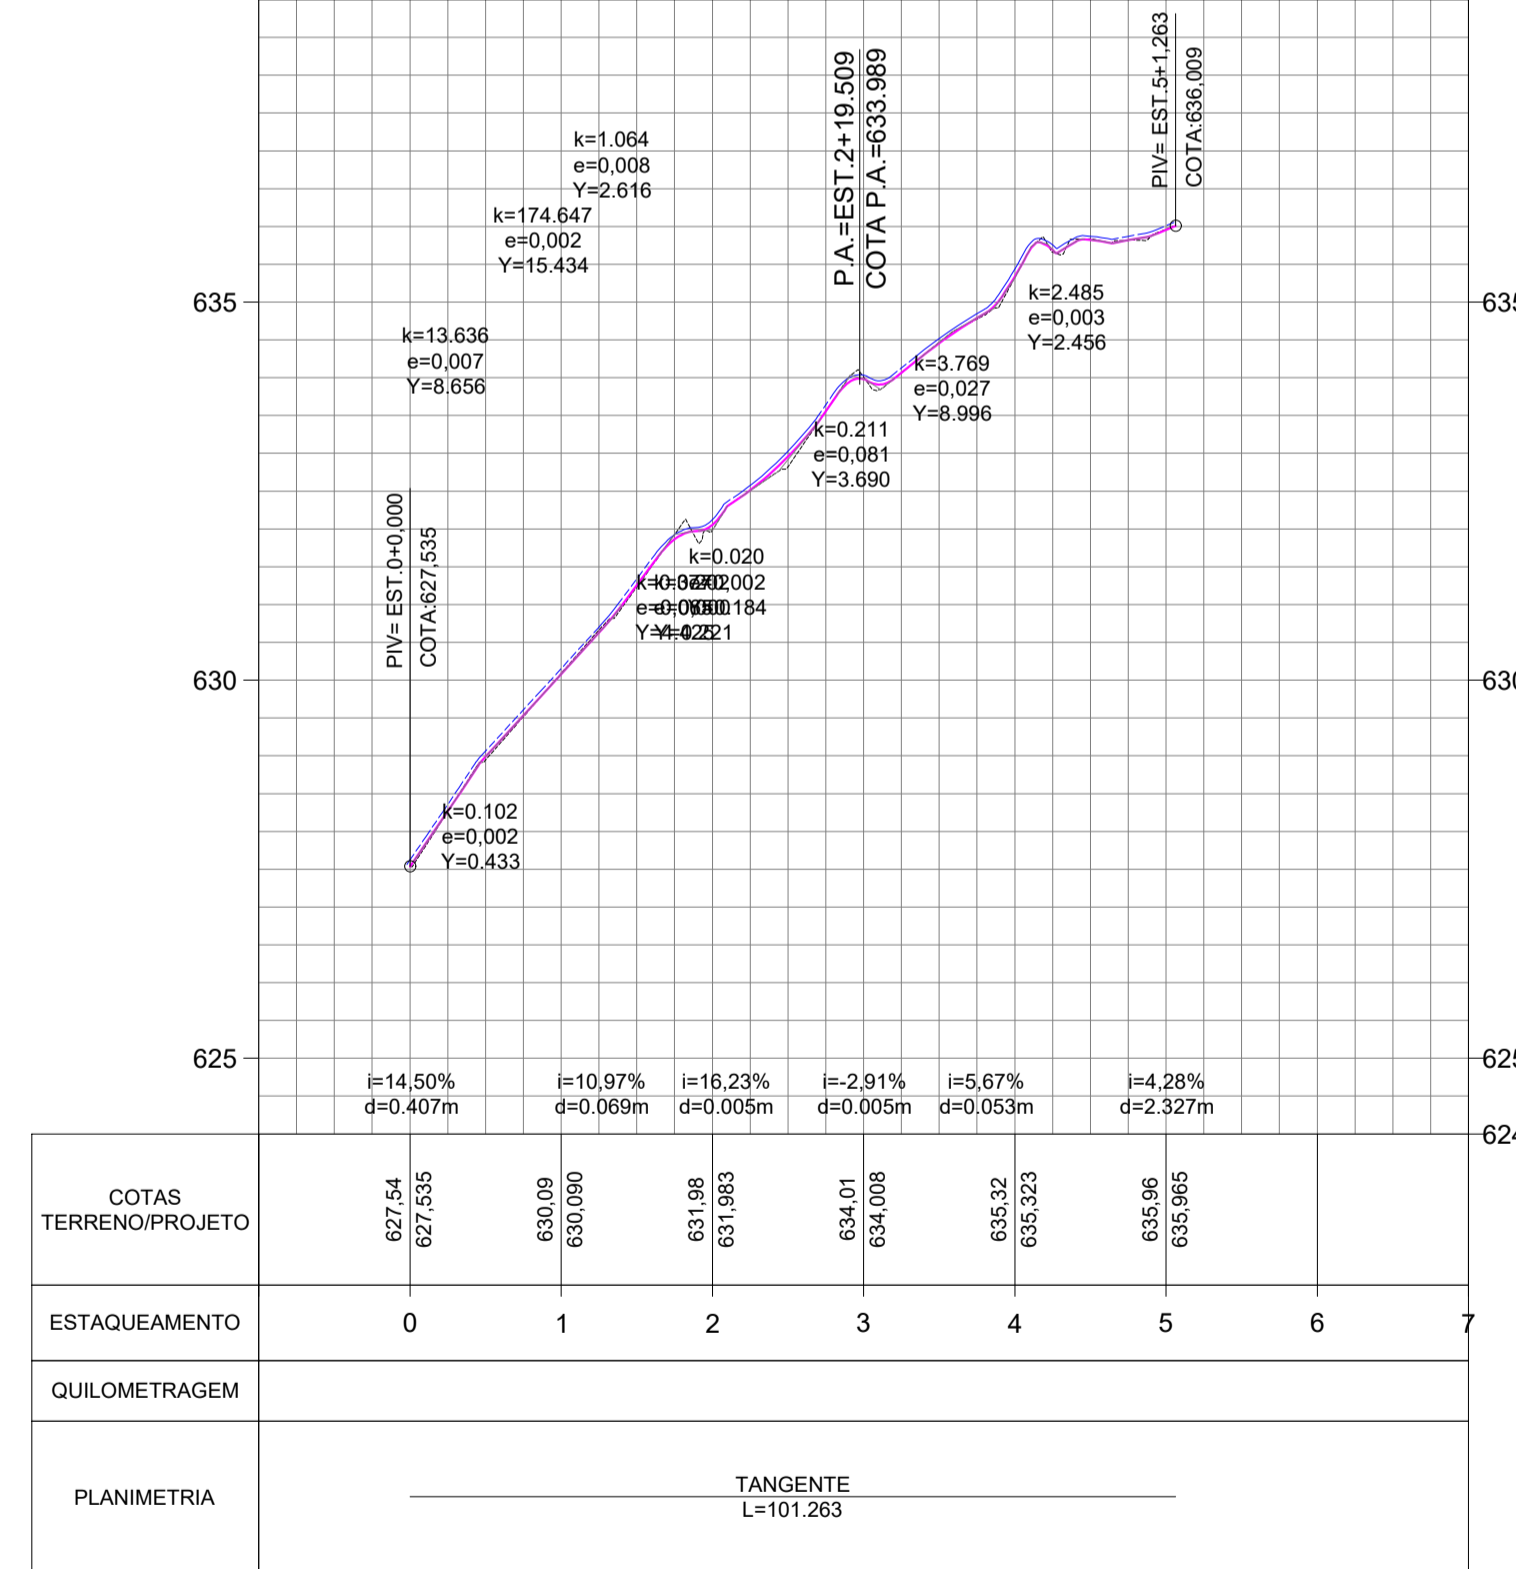 k=1.064
e=0,008
Y=2.616
k=174.647
e=0,002
Y=15.434
k=13.636
e=0,007
Y=8.656
P.A.=EST.2+19.509
COTA P.A.=633.989
PIV= EST.5+1,263
COTA:636,009
635
635
k=2.485
e=0,003
Y=2.456
k=3.769
e=0,027
Y=8.996
k=0.211
e=0,081
Y=3.690
PIV= EST.0+0,000
COTA:627,535
k=0.020
630
630
k=0.102
e=0,002
Y=0.433
625
625
i=14,50%
d=0.407m
i=10,97%
d=0.069m
i=16,23%
d=0.005m
i=-2,91%
d=0.005m
i=5,67%
d=0.053m
i=4,28%
d=2.327m
624
COTAS
TERRENO/PROJETO
627,54
627,535
630,09
630,090
631,98
631,983
634,01
634,008
635,32
635,323
635,96
635,965
ESTAQUEAMENTO
0 1 2 3 4 5 6 7
QUILOMETRAGEM
PLANIMETRIA
TANGENTE
L=101.263